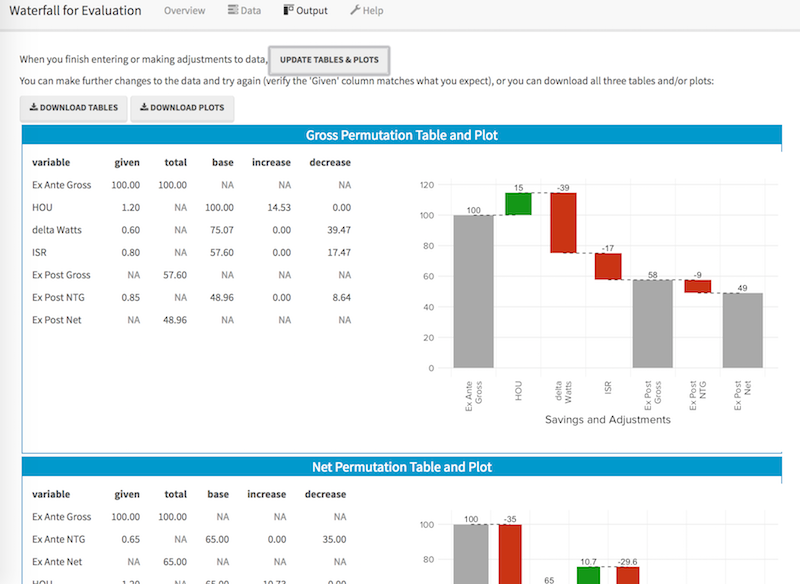 Waterfall for Evaluation Overview Data Output Help
When you finish entering or making adjustments to data, UPDATE TABLES & PLOTS
You can make further changes to the data and try again (verify the 'Given' column matches what you expect), or you can download all three tables and/or plots:
DOWNLOAD TABLES DOWNLOAD PLOTS
Gross Permutation Table and Plot
variable given total base increase decrease
Ex Ante Gross 100.00 100.00 NA NA NA
HOU 1.20 NA 100.00 14.53 0.00
delta Watts 0.60 NA 75.07 0.00 39.47
ISR 0.80 NA 57.60 0.00 17.47
Ex Post Gross NA 57.60 NA NA NA
Ex Post NTG 0.85 NA 48.96 0.00 8.64
Ex Post Net NA 48.96 NA NA NA
120
100
80
60
40
20
0
100
15
-39
-17
58
-9
49
Ex Ante
Gross
HOU
delta
Watts
ISR
Ex Post
Gross
Ex Post
NTG
Ex Post
Net
Savings and Adjustments
Net Permutation Table and Plot
variable given total base increase decrease
Ex Ante Gross 100.00 100.00 NA NA NA
Ex Ante NTG 0.65 NA 65.00 0.00 35.00
Ex Ante Net NA 65.00 NA NA NA
HOU 1.20 NA 65.00 10.73 0.00
100
80
100
-35
65
10.7
-29.6